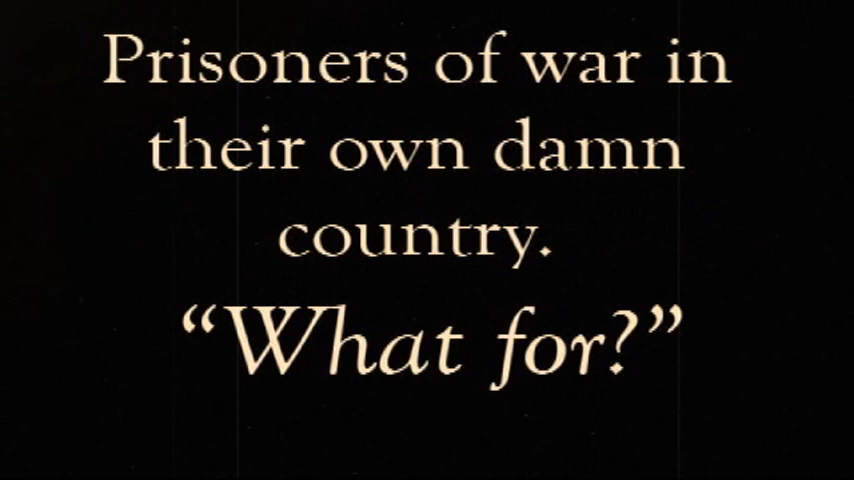 Prisoners of war in
their own damn
country.
“What for?”